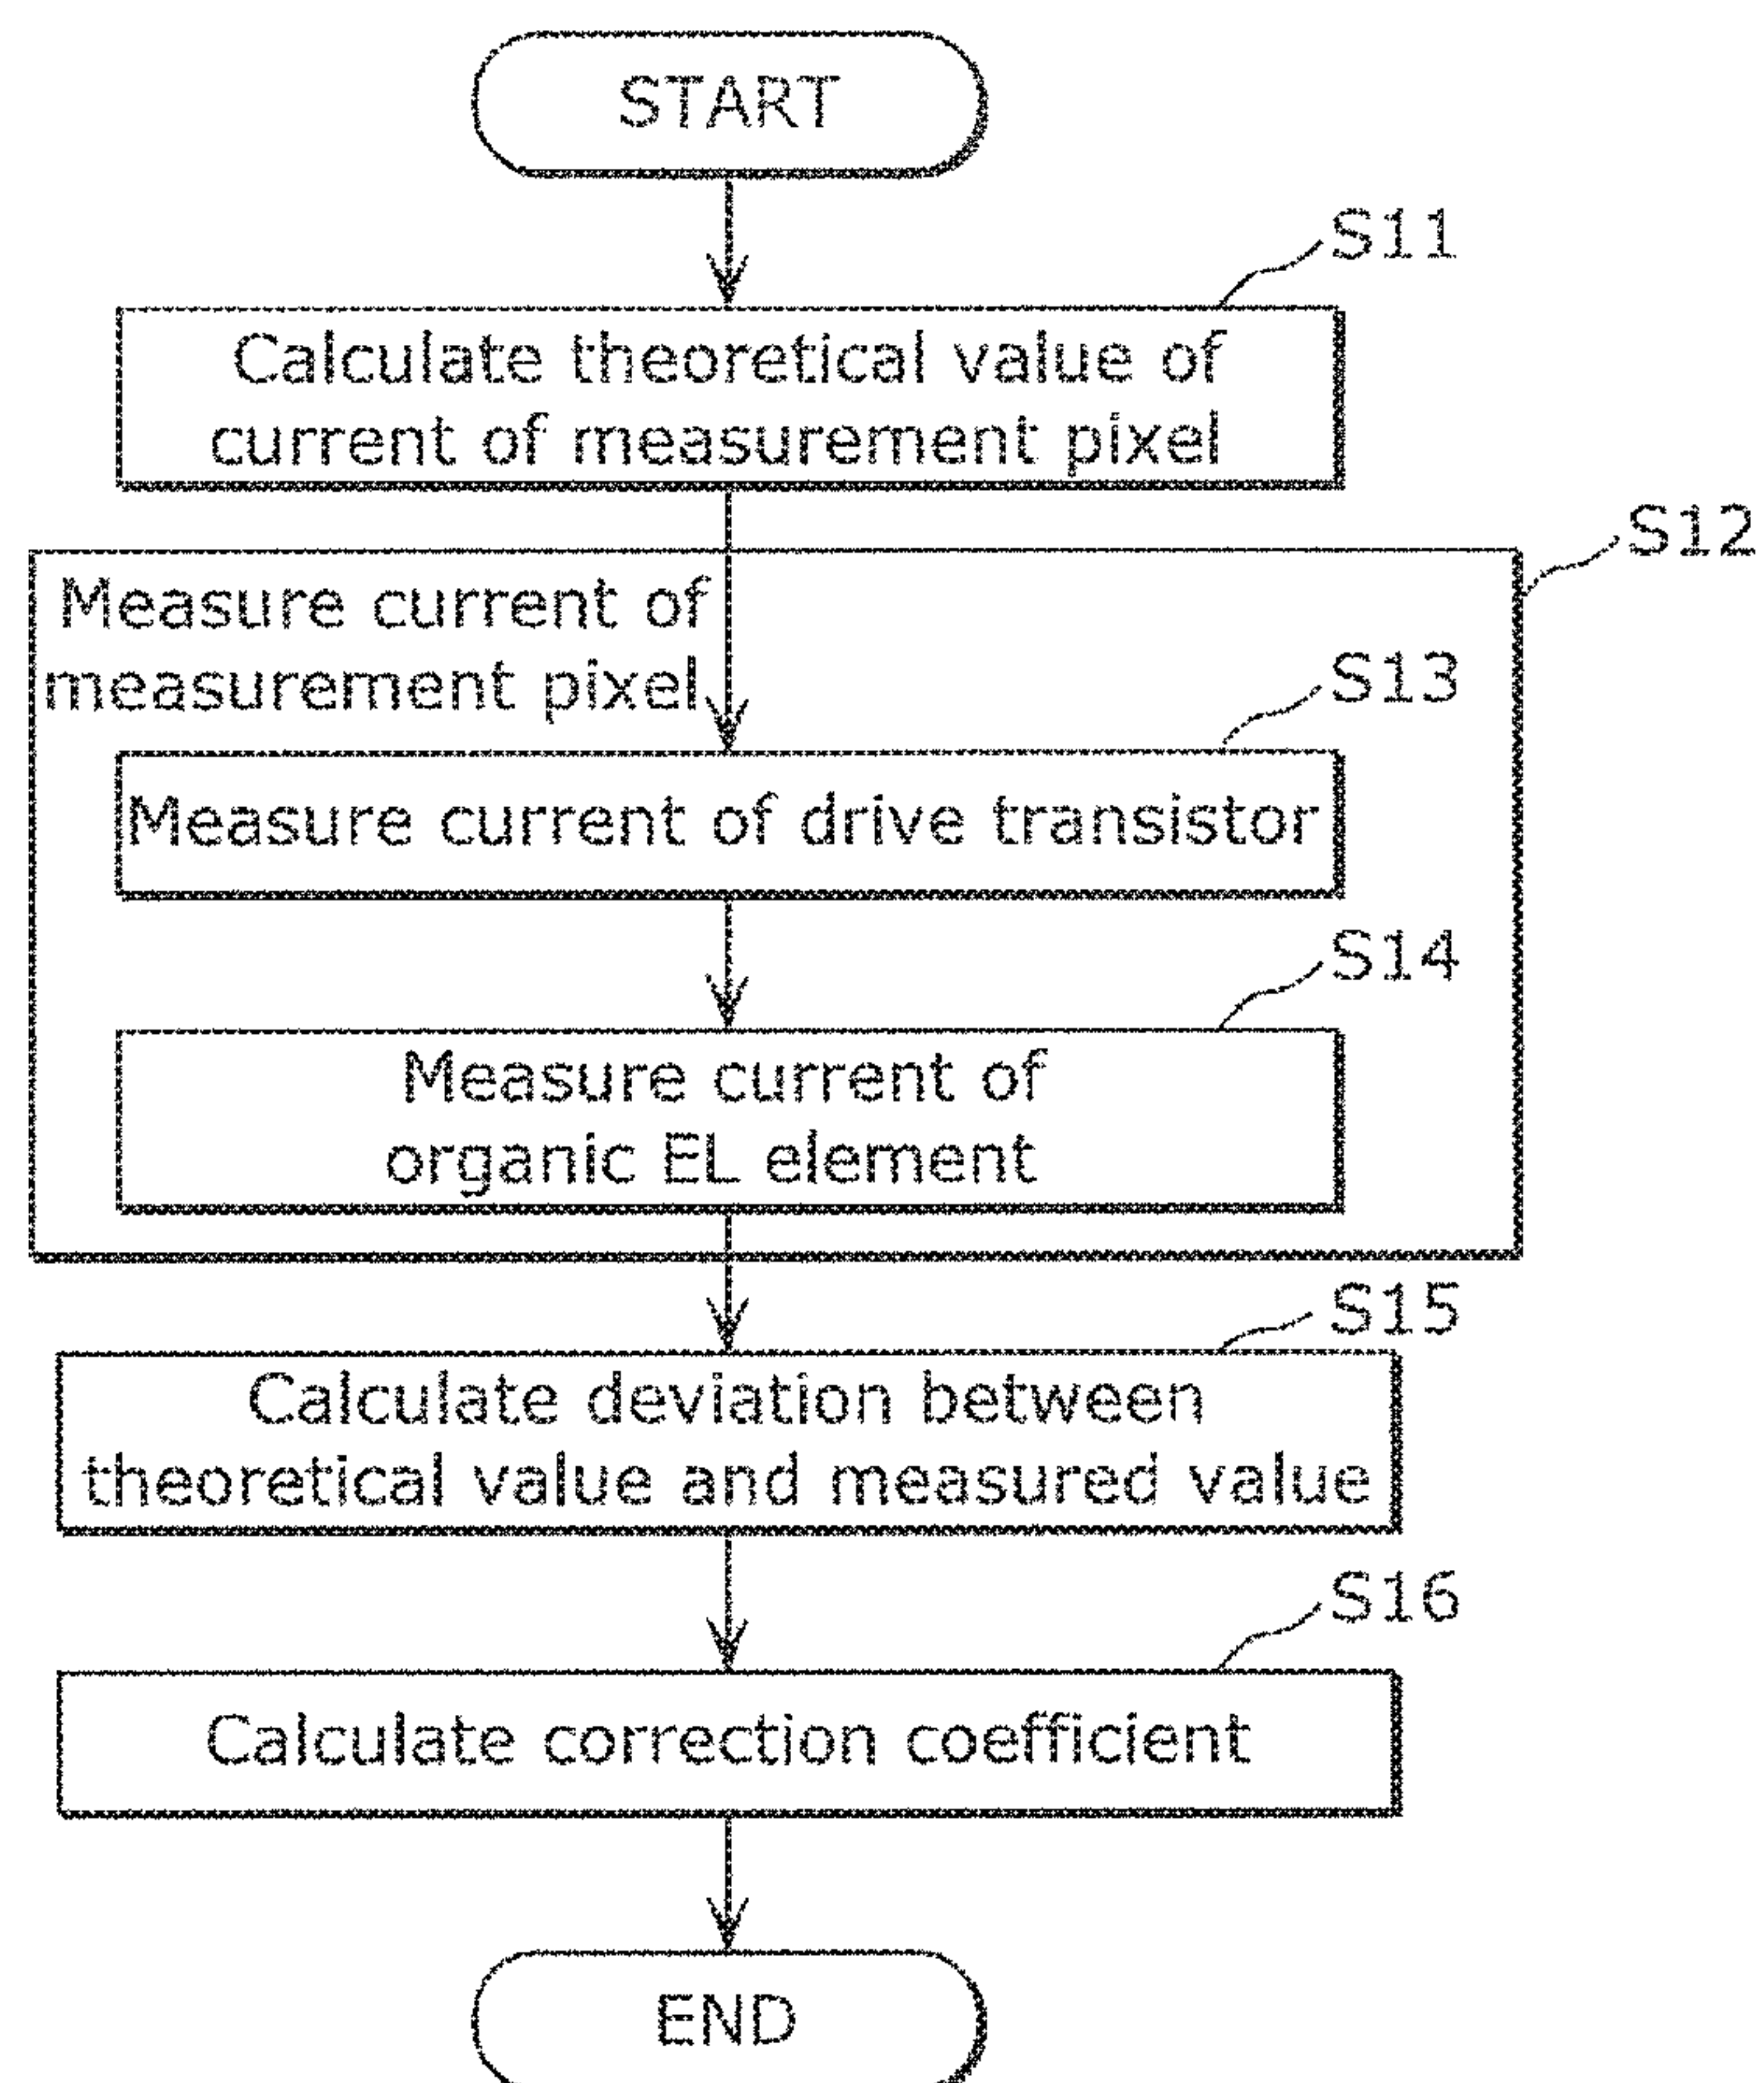 START
S11
Calculate theoretical value of
current of measurement pixel
S12
Measure current of
measurement pixel
S13
Measure current of drive transistor
S14
Measure current of
organic EL element
S15
Calculate deviation between
theoretical value and measured value
S16
Calculate correction coefficient
END